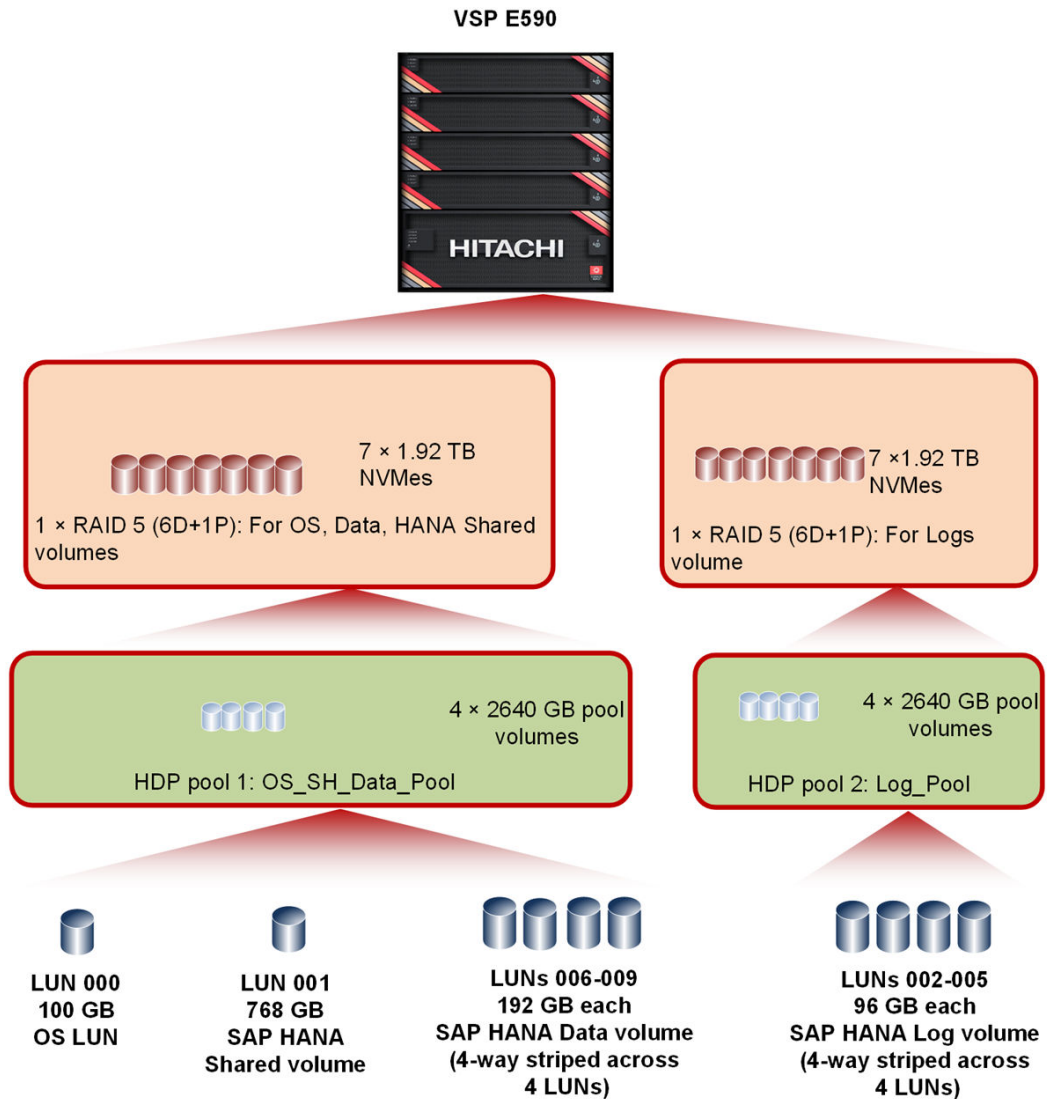 VSP E590
HITACHI
7 × 1.92 TB
NVMes
1 × RAID 5 (6D+1P): For OS, Data, HANA Shared
volumes
7 ×1.92 TB
NVMes
1 × RAID 5 (6D+1P): For Logs
volume
4 × 2640 GB pool
volumes
HDP pool 1: OS_SH_Data_Pool
4 × 2640 GB pool
volumes
HDP pool 2: Log_Pool
LUN 000
100 GB
OS LUN
LUN 001
768 GB
SAP HANA
Shared volume
LUNs 006-009
192 GB each
SAP HANA Data volume
(4-way striped across
4 LUNs)
LUNs 002-005
96 GB each
SAP HANA Log volume
(4-way striped across
4 LUNs)